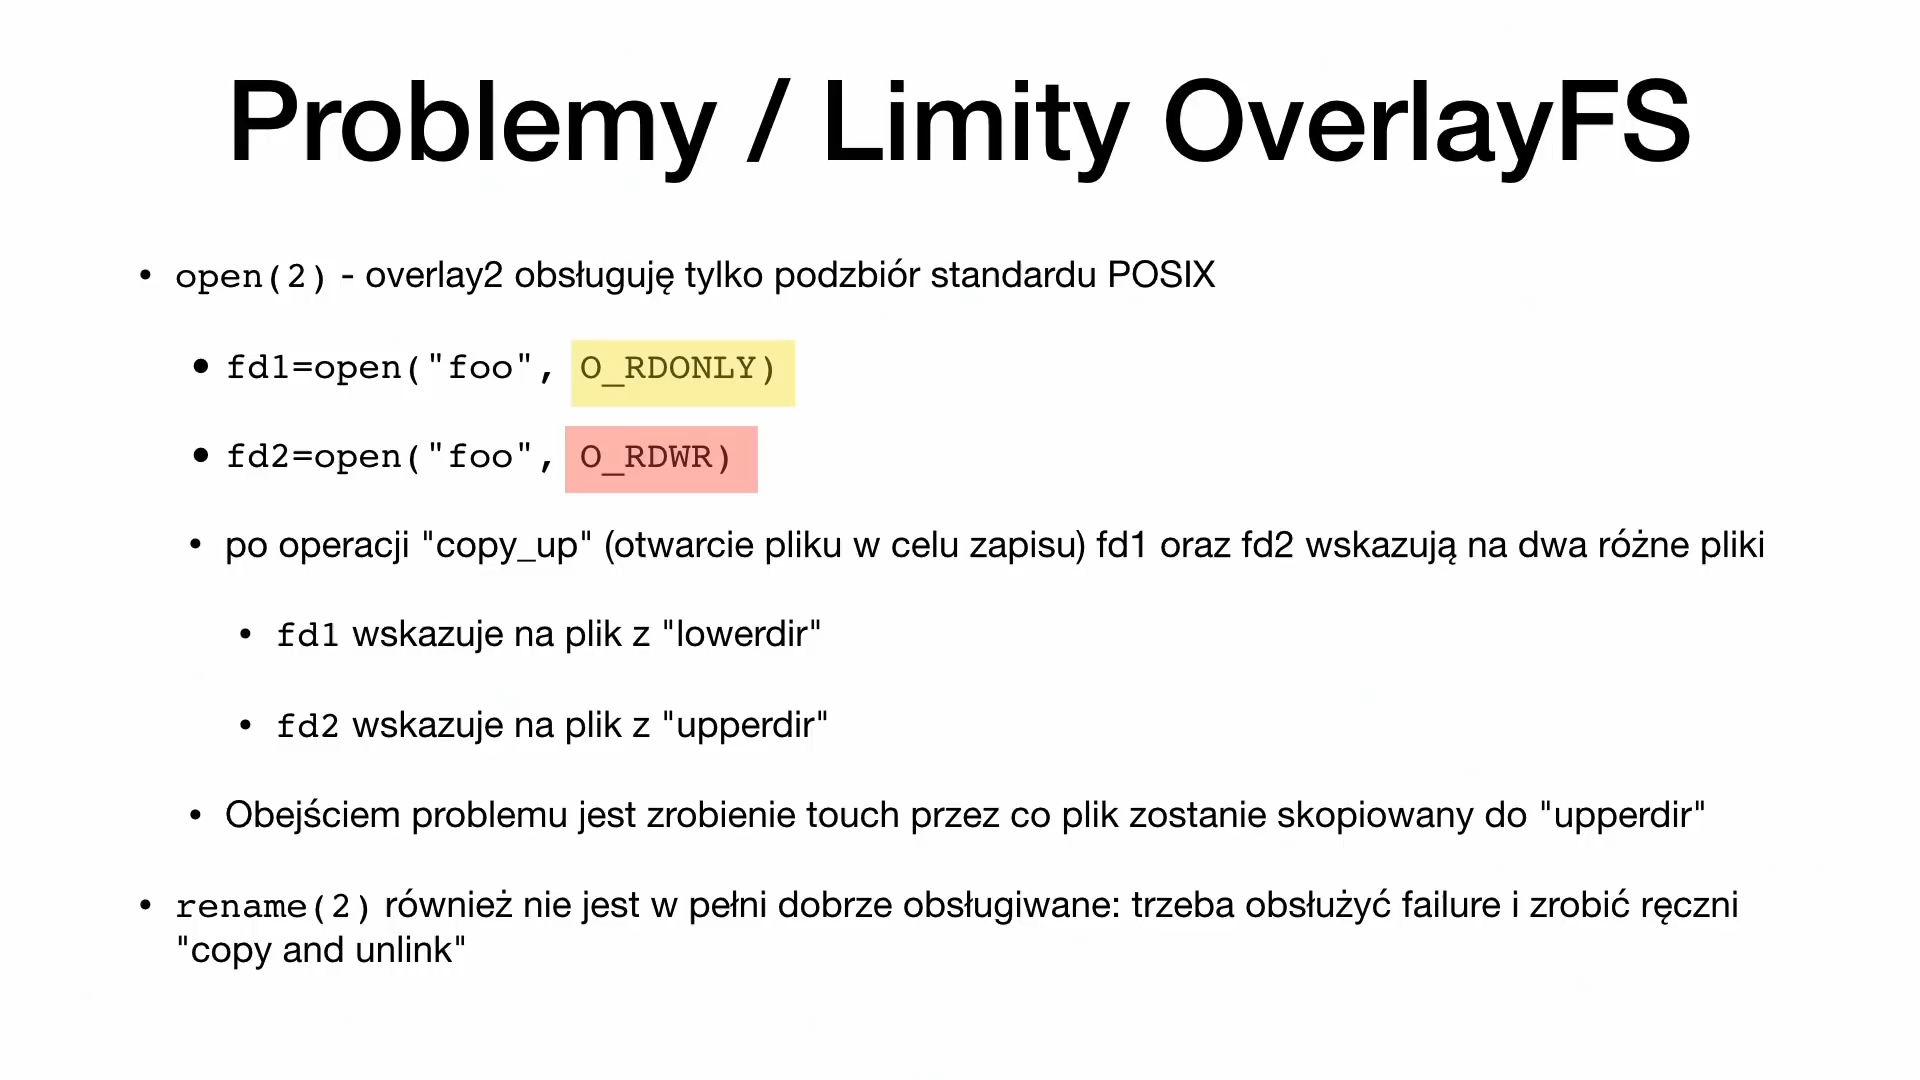 Problemy / Limity OverlayFS
• open(2) - overlay2 obsługuję tylko podzbiór standardu POSIX
• fd1=open("foo", O_RDONLY)
• fd2=open("foo", O_RDWR)
• po operacji "copy_up" (otwarcie pliku w celu zapisu) fd1 oraz fd2 wskazują na dwa różne pliki
• fd1 wskazuje na plik z "lowerdir"
• fd2 wskazuje na plik z "upperdir"
• Obejściem problemu jest zrobienie touch przez co plik zostanie skopiowany do "upperdir"
• rename(2) również nie jest w pełni dobrze obsługiwane: trzeba obsłużyć failure i zrobić ręczni
"copy and unlink"